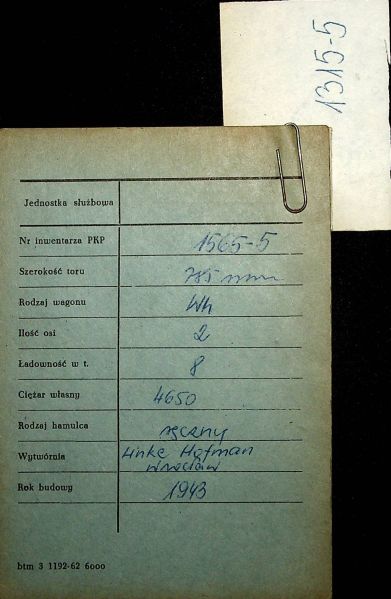 1315-5
Jednostka służbowa
Nr inwentarza PKP 1565-5
Szerokość toru 785 mm
Rodzaj wagonu Wh
Ilość osi 2
Ładowność w t. 8
Ciężar własny 4650
Rodzaj hamulca ręczny
Wytwórnia Linke Hofman
Wrocław
Rok budowy 1943
btm 3 1192-62 6000